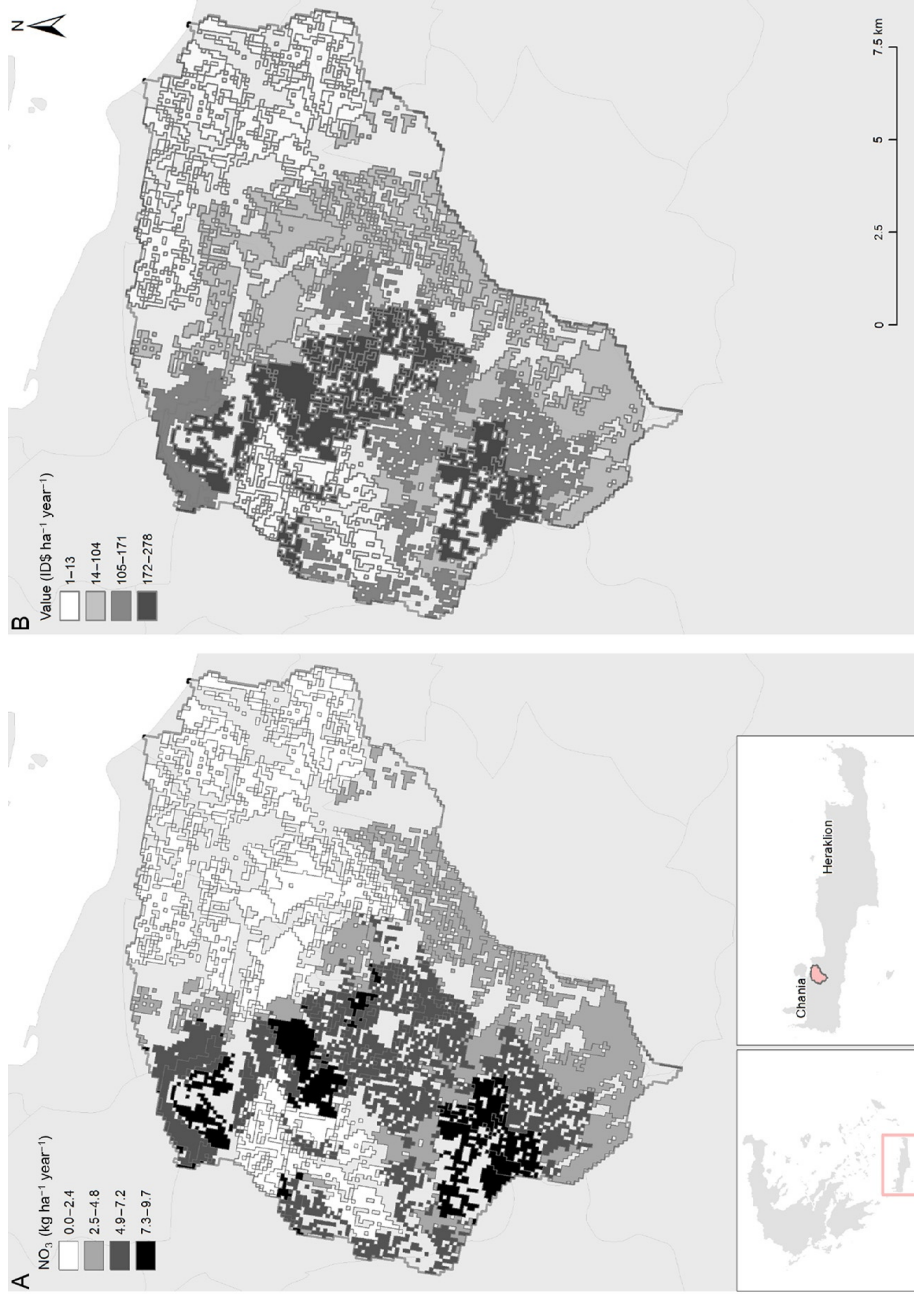 A
NO₃ (kg ha⁻¹ year⁻¹)
0.0–2.4
2.5–4.8
4.9–7.2
7.3–9.7
Chania
Heraklion
B
Value (ID$ ha⁻¹ year⁻¹)
1–13
14–104
105–171
172–278
N
0 2.5 5 7.5 km